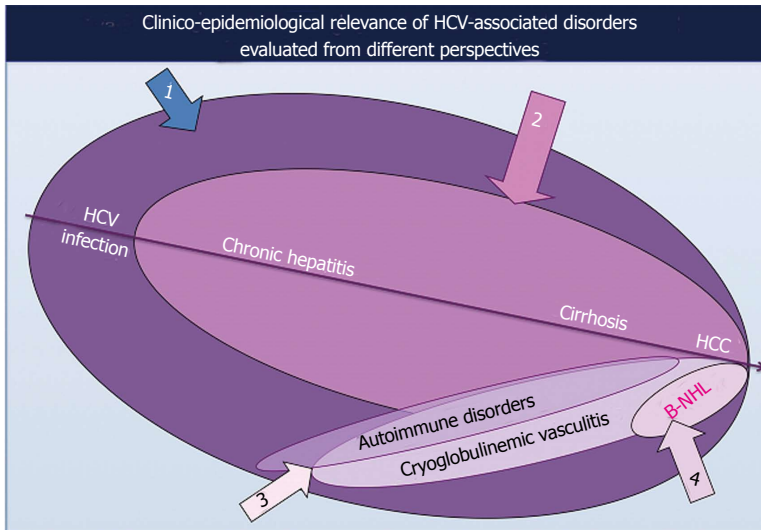 Clinico-epidemiological relevance of HCV-associated disorders
evaluated from different perspectives
1
2
HCV
infection
Chronic hepatitis
Cirrhosis
HCC
B-NHL
Autoimmune disorders
Cryoglobulinemic vasculitis
3
4